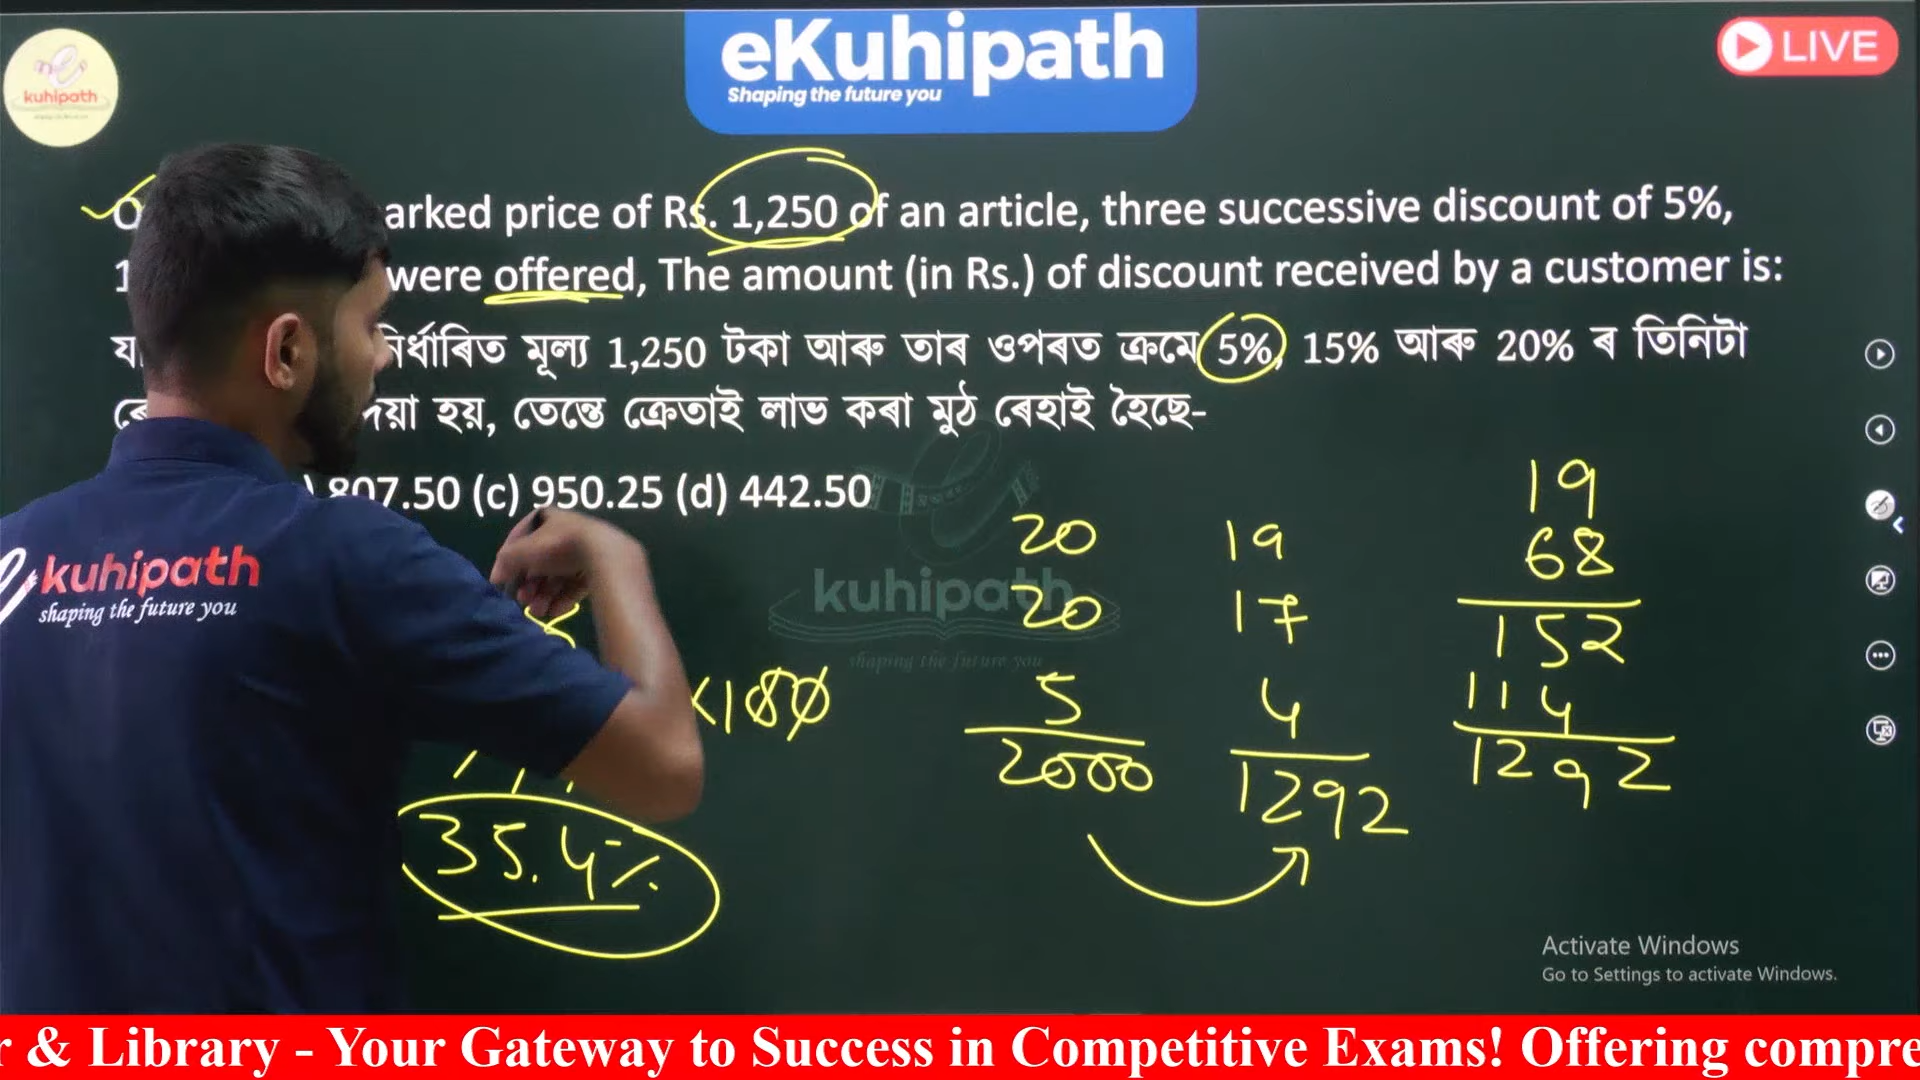 eKuhipath
Shaping the future you
LIVE
kuhipath
arked price of Rs. 1,250 of an article, three successive discount of 5%,
were offered, The amount (in Rs.) of discount received by a customer is:
নিৰ্ধাৰিত মূল্য 1,250 টকা আৰু তাৰ ওপৰত ক্ৰমে 5%, 15% আৰু 20% ৰ তিনিটা
হয়, তেন্তে ক্ৰেতাই লাভ কৰা মুঠ ৰেহাই হৈছে-
807.50 (c) 950.25 (d) 442.50
20 19 19
20 17 68
5 4 152
2000 1292 114
1292
×100
35.4%
kuhipath
shaping the future you
kuhipath
shaping the future you
Activate Windows
Go to Settings to activate Windows.
r & Library - Your Gateway to Success in Competitive Exams! Offering compre